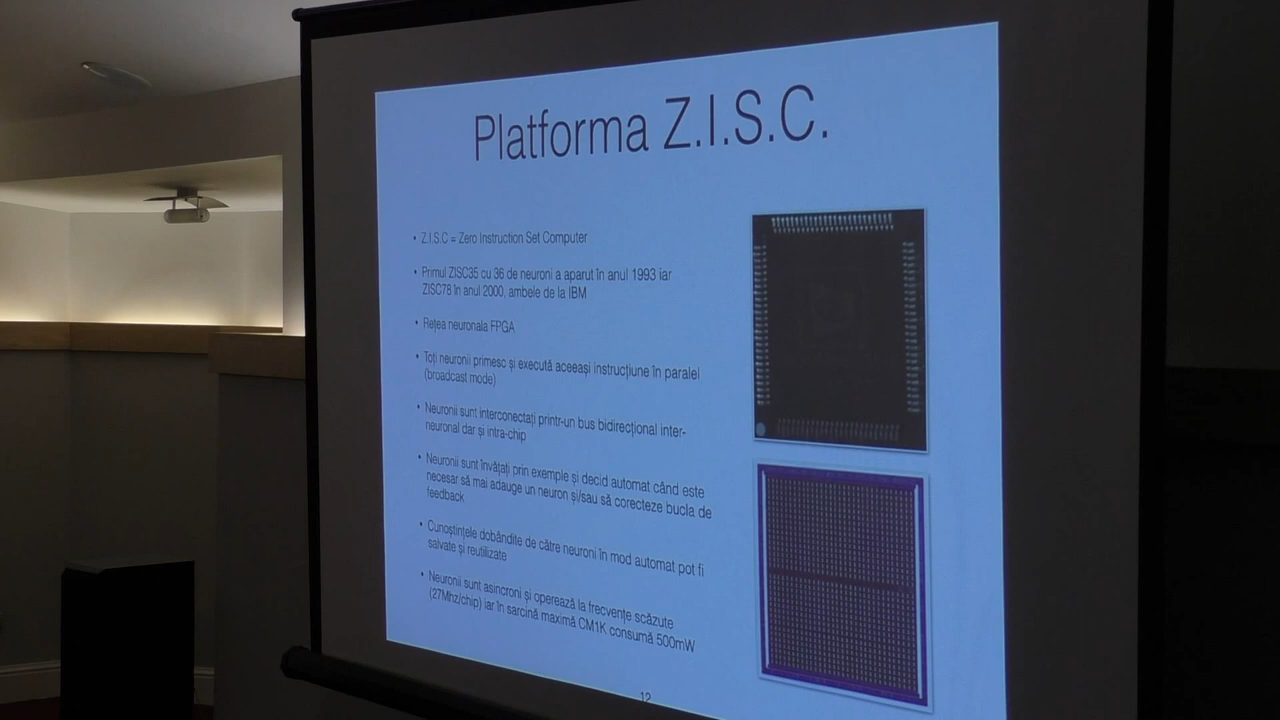 Platforma Z.I.S.C.
• Z.I.S.C = Zero Instruction Set Computer
• Primul ZISC35 cu 36 de neuroni a aparut în anul 1993 iar
ZISC78 în anul 2000, ambele de la IBM
• Rețea neuronala FPGA
• Toți neuronii primesc și execută aceeași instrucțiune în paralel
(broadcast mode)
• Neuronii sunt interconectați printr-un bus bidirecțional inter-
neuronal dar și intra-chip
• Neuronii sunt învățați prin exemple și decid automat când este
necesar să mai adauge un neuron și/sau să corecteze bucla de
feedback
• Cunoștințele dobândite de către neuroni în mod automat pot fi
salvate și reutilizate
• Neuronii sunt asincroni și operează la frecvențe scăzute
(27Mhz/chip) iar în sarcină maximă CM1K consumă 500mW
12